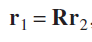 r₁ = Rr₂,